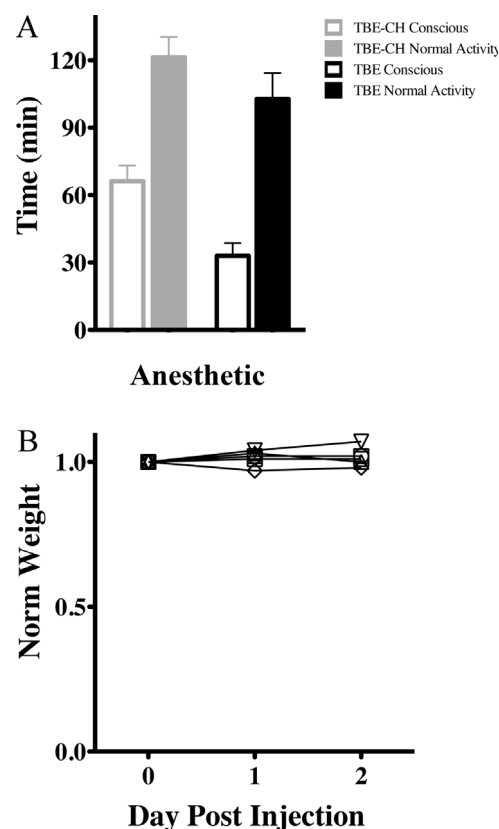 A
TBE-CH Conscious
TBE-CH Normal Activity
TBE Conscious
TBE Normal Activity
120
90
60
30
0
Time (min)
Anesthetic
B
1.0
0.5
0.0
Norm Weight
0 1 2
Day Post Injection